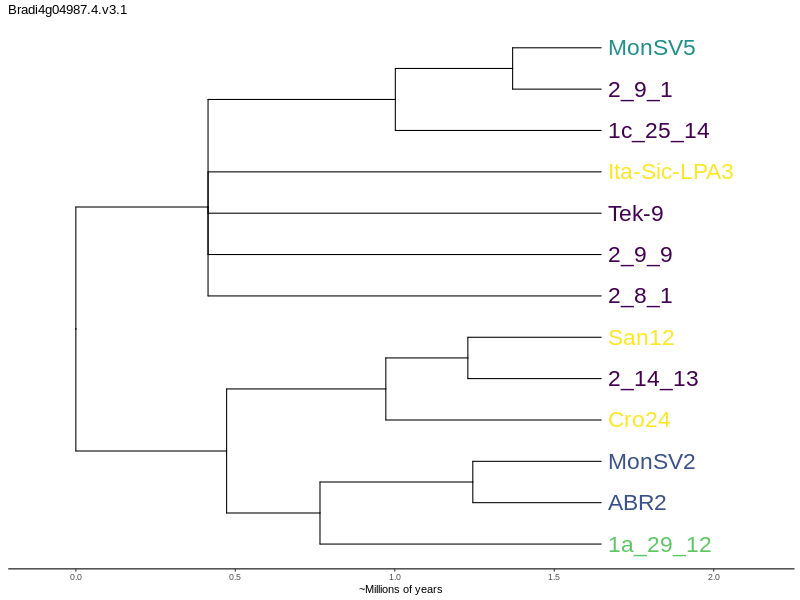 Bradi4g04987.4.v3.1
MonSV5
2_9_1
1c_25_14
Ita-Sic-LPA3
Tek-9
2_9_9
2_8_1
San12
2_14_13
Cro24
MonSV2
ABR2
1a_29_12
0.0 0.5 1.0 1.5 2.0
~Millions of years